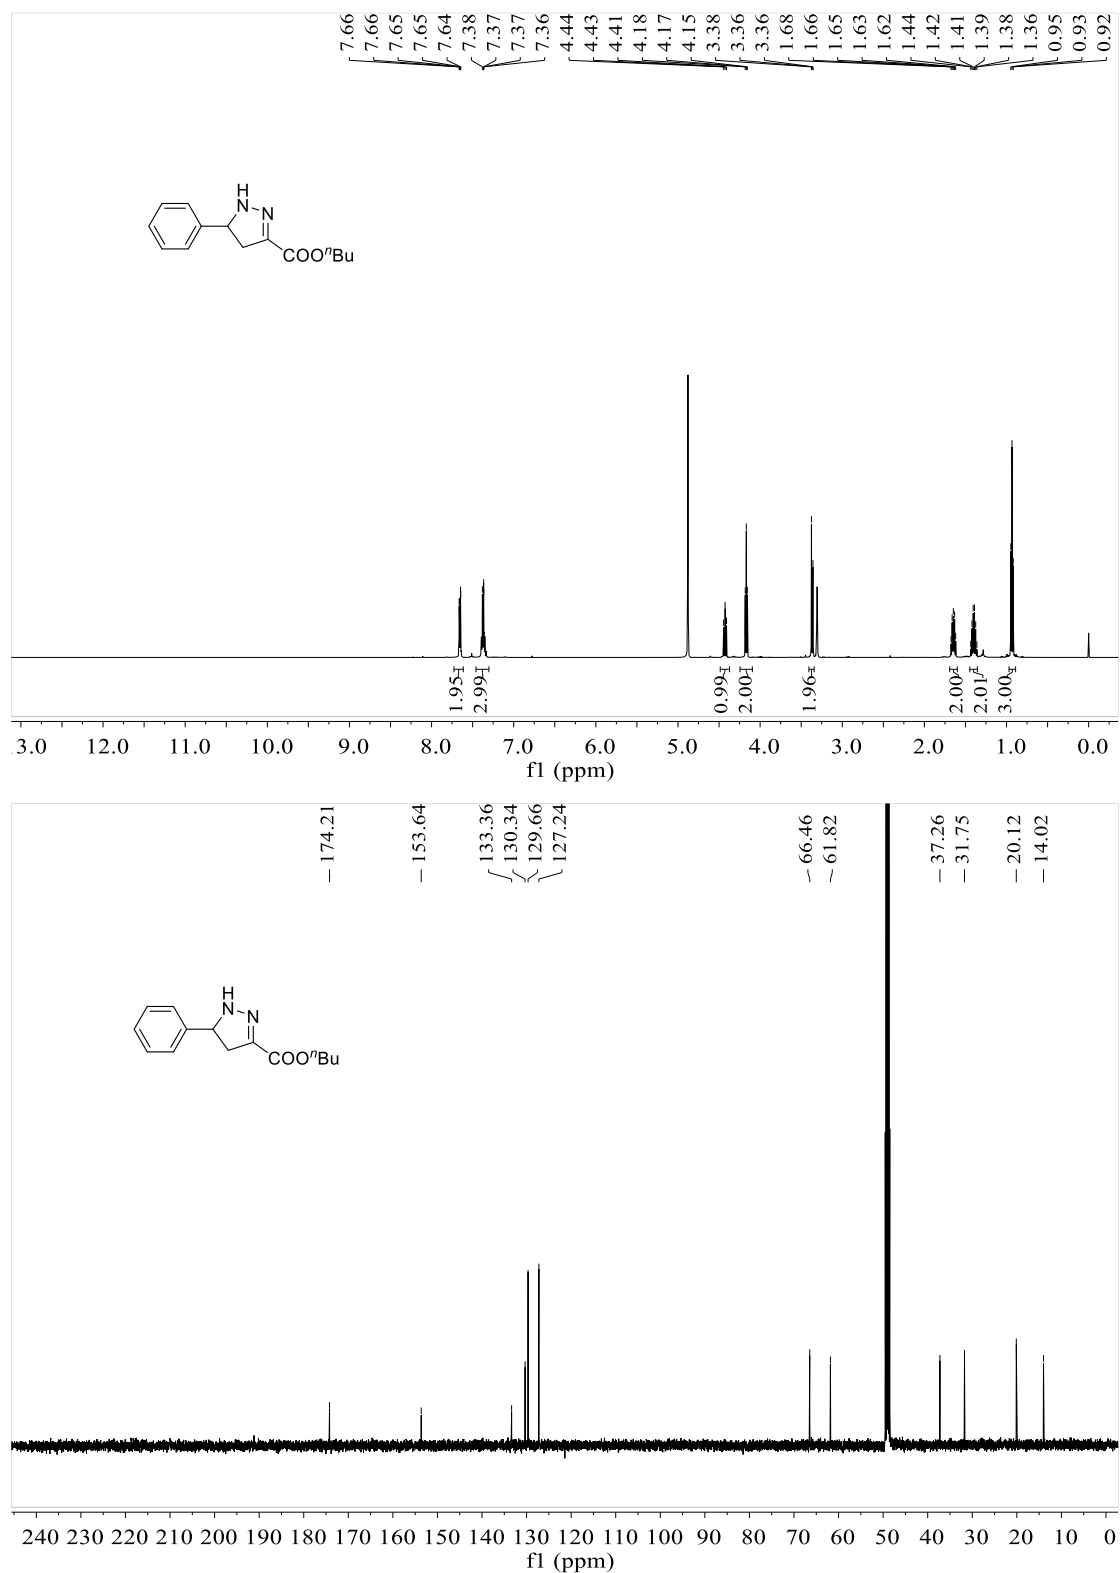 7.66 7.66 7.65 7.65 7.64 7.38 7.37 7.37 7.36 4.44 4.43 4.41 4.18 4.17 4.15 3.38 3.36 3.36 1.68 1.66 1.65 1.63 1.62 1.44 1.42 1.41 1.39 1.38 1.36 0.95 0.93 0.92
H
N N
COOⁿBu
1.95 2.99 0.99 2.00 1.96 2.00 2.01 3.00
3.0 12.0 11.0 10.0 9.0 8.0 7.0 6.0 5.0 4.0 3.0 2.0 1.0 0.0
f1 (ppm)
174.21 153.64 133.36 130.34 129.66 127.24 66.46 61.82 37.26 31.75 20.12 14.02
H
N N
COOⁿBu
240 230 220 210 200 190 180 170 160 150 140 130 120 110 100 90 80 70 60 50 40 30 20 10 0
f1 (ppm)